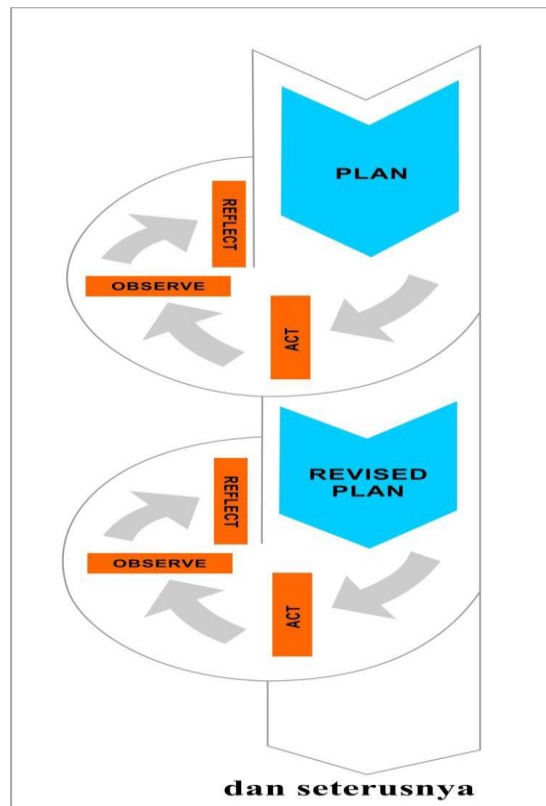 PLAN
ACT
OBSERVE
REFLECT
REVISED
PLAN
ACT
OBSERVE
REFLECT
dan seterusnya